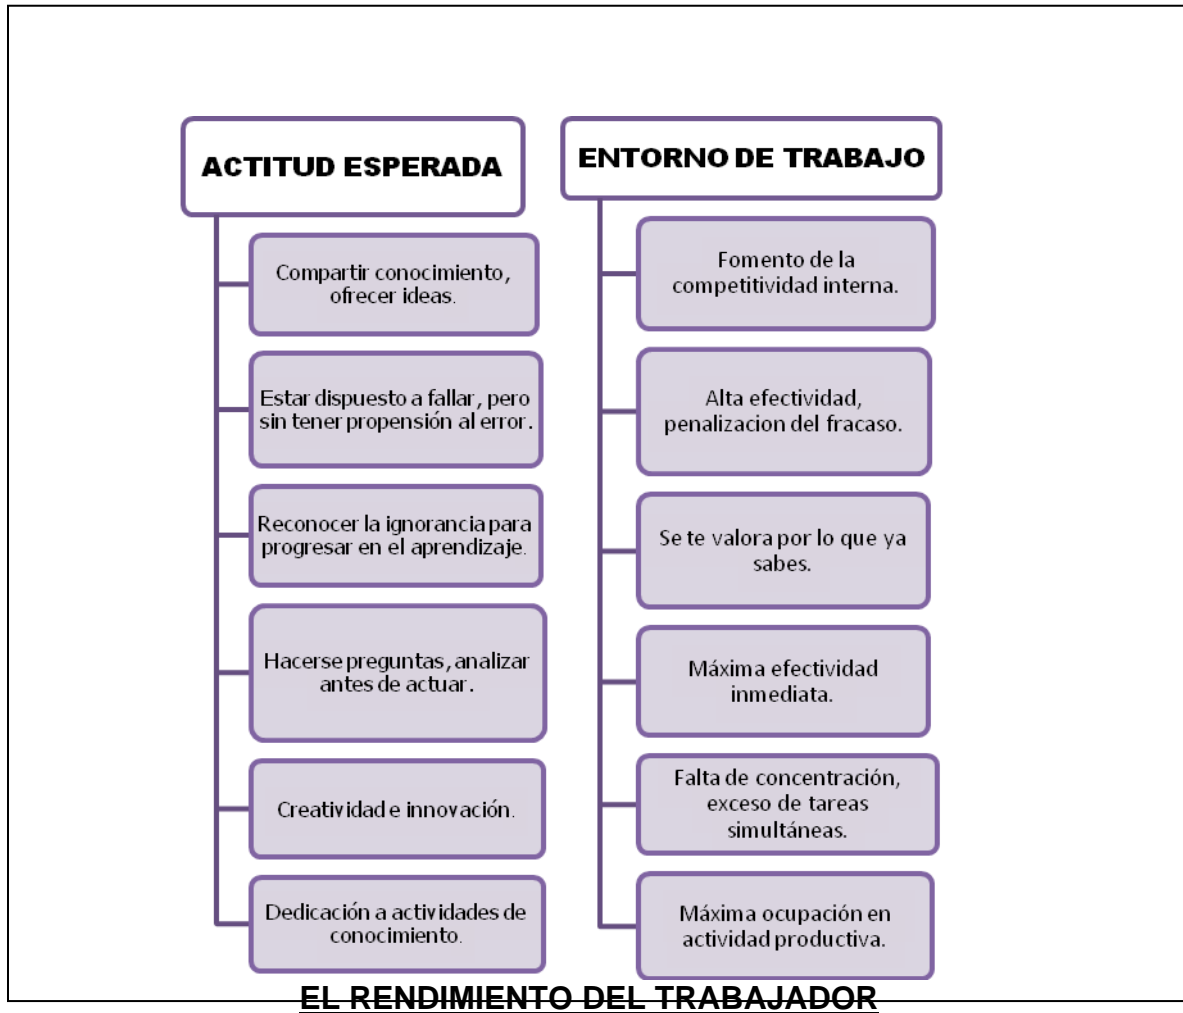 ACTITUD ESPERADA
Compartir conocimiento,
ofrecer ideas.
Estar dispuesto a fallar, pero
sin tener propensión al error.
Reconocer la ignorancia para
progresar en el aprendizaje.
Hacerse preguntas, analizar
antes de actuar.
Creatividad e innovación.
Dedicación a actividades de
conocimiento.
ENTORNO DE TRABAJO
Fomento de la
competitividad interna.
Alta efectividad,
penalizacion del fracaso.
Se te valora por lo que ya
sabes.
Máxima efectividad
inmediata.
Falta de concentración,
exceso de tareas
simultáneas.
Máxima ocupación en
actividad productiva.
EL RENDIMIENTO DEL TRABAJADOR